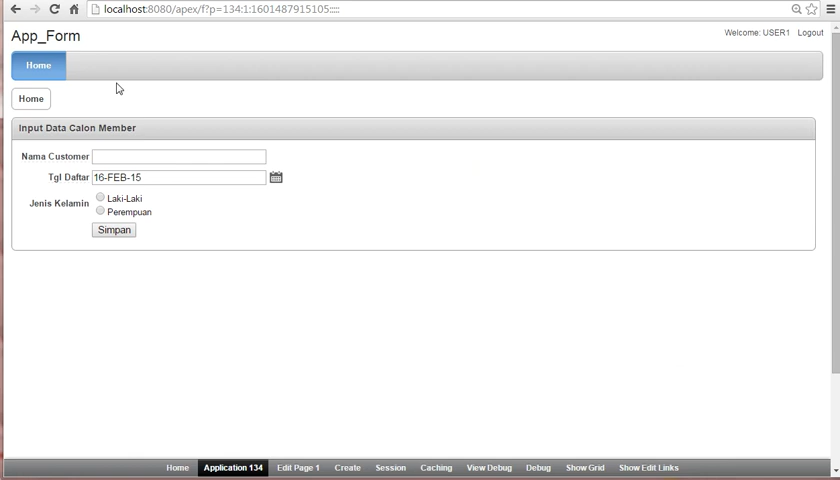 localhost:8080/apex/f?p=134:1:1601487915105:::::
App_Form
Welcome: USER1 Logout
Home
Home
Input Data Calon Member
Nama Customer
Tgl Daftar 16-FEB-15
Jenis Kelamin Laki-Laki
Perempuan
Simpan
Home Application 134 Edit Page 1 Create Session Caching View Debug Debug Show Grid Show Edit Links